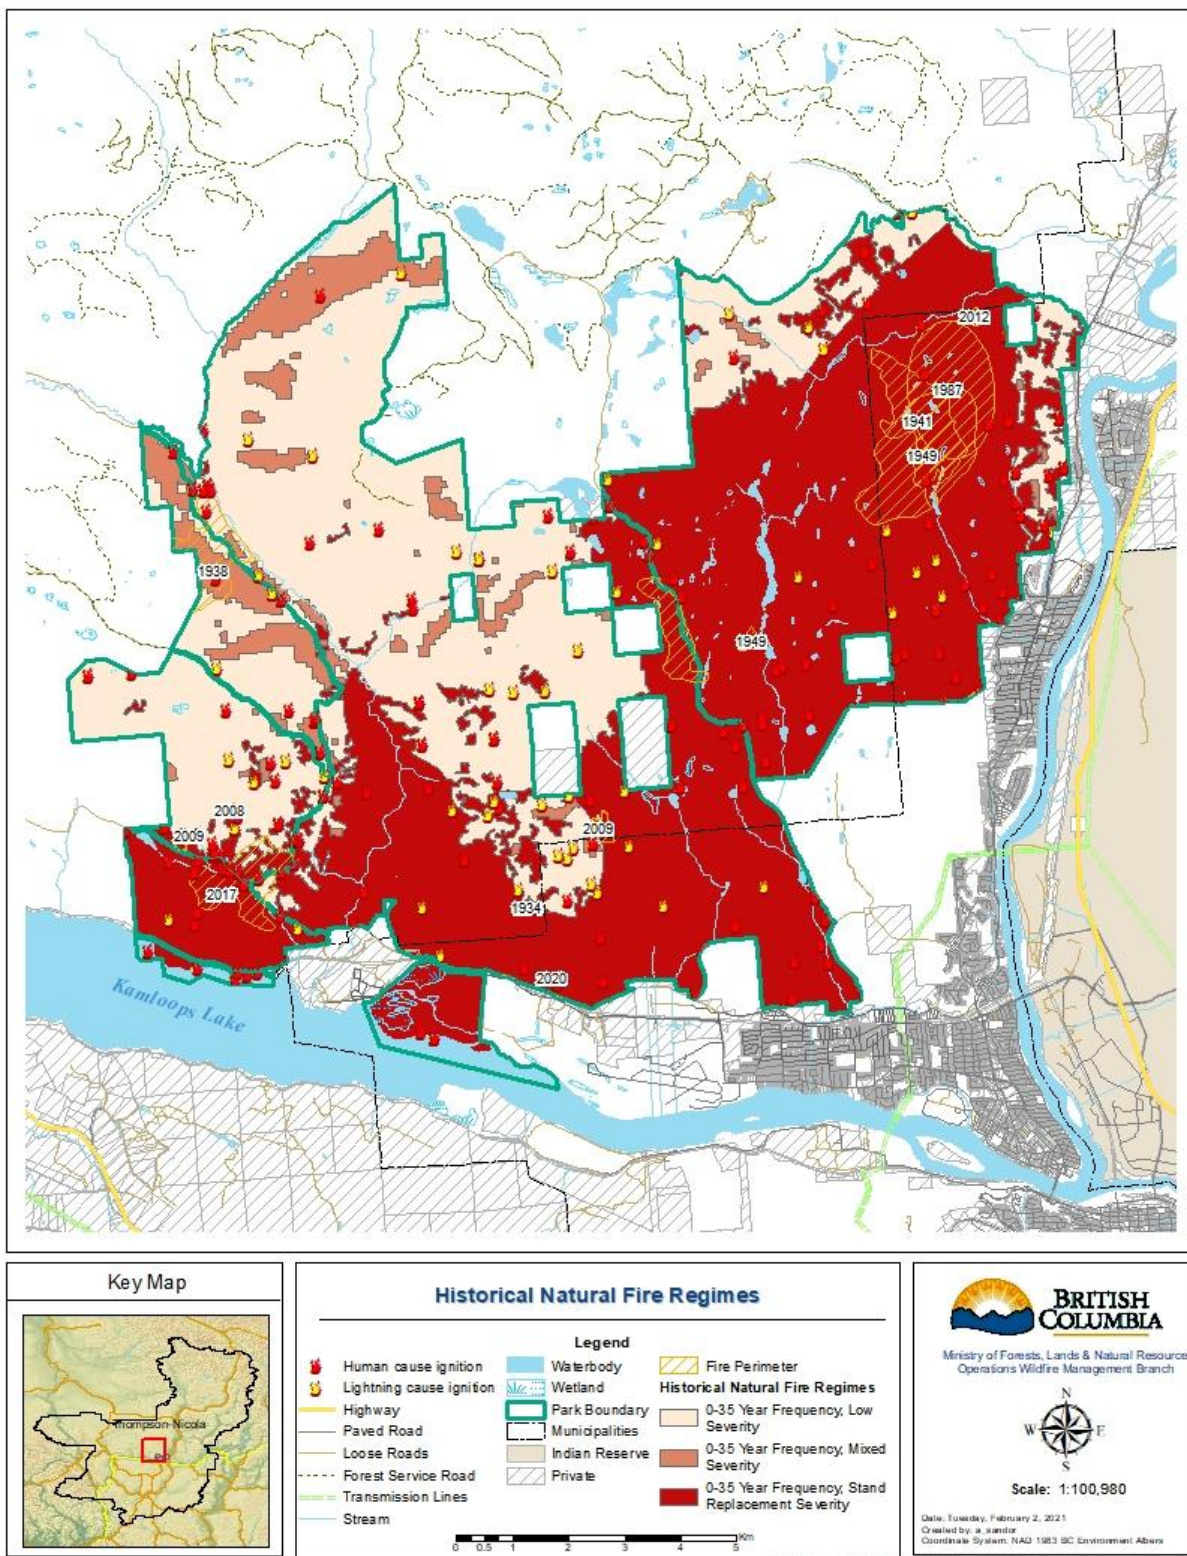 2012
1987
1941
1949
1938
1949
2008
2009
2009
2017
1934
2020
Kamloops Lake
Key Map
Thompson-Nicola
Historical Natural Fire Regimes
Legend
Human cause ignition
Lightning cause ignition
Highway
Paved Road
Loose Roads
Forest Service Road
Transmission Lines
Stream
Waterbody
Wetland
Park Boundary
Municipalities
Indian Reserve
Private
Fire Perimeter
Historical Natural Fire Regimes
0-35 Year Frequency, Low
Severity
0-35 Year Frequency, Mixed
Severity
0-35 Year Frequency, Stand
Replacement Severity
0 0.5 1 2 3 4 5 Km
BRITISH
COLUMBIA
Ministry of Forests, Lands & Natural Resource
Operations Wildfire Management Branch
N
W E
S
Scale: 1:100,980
Date: Tuesday, February 2, 2021
Created by: a_sandor
Coordinate System: NAD 1983 BC Environment Albers